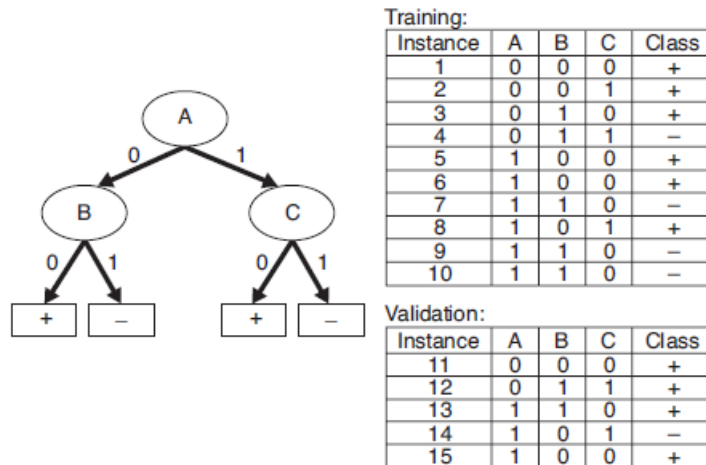 A
0 1
B C
0 1 0 1
+ − + −
Training:
Instance A B C Class
1 0 0 0 +
2 0 0 1 +
3 0 1 0 +
4 0 1 1 −
5 1 0 0 +
6 1 0 0 +
7 1 1 0 −
8 1 0 1 +
9 1 1 0 −
10 1 1 0 −
Validation:
Instance A B C Class
11 0 0 0 +
12 0 1 1 +
13 1 1 0 +
14 1 0 1 −
15 1 0 0 +